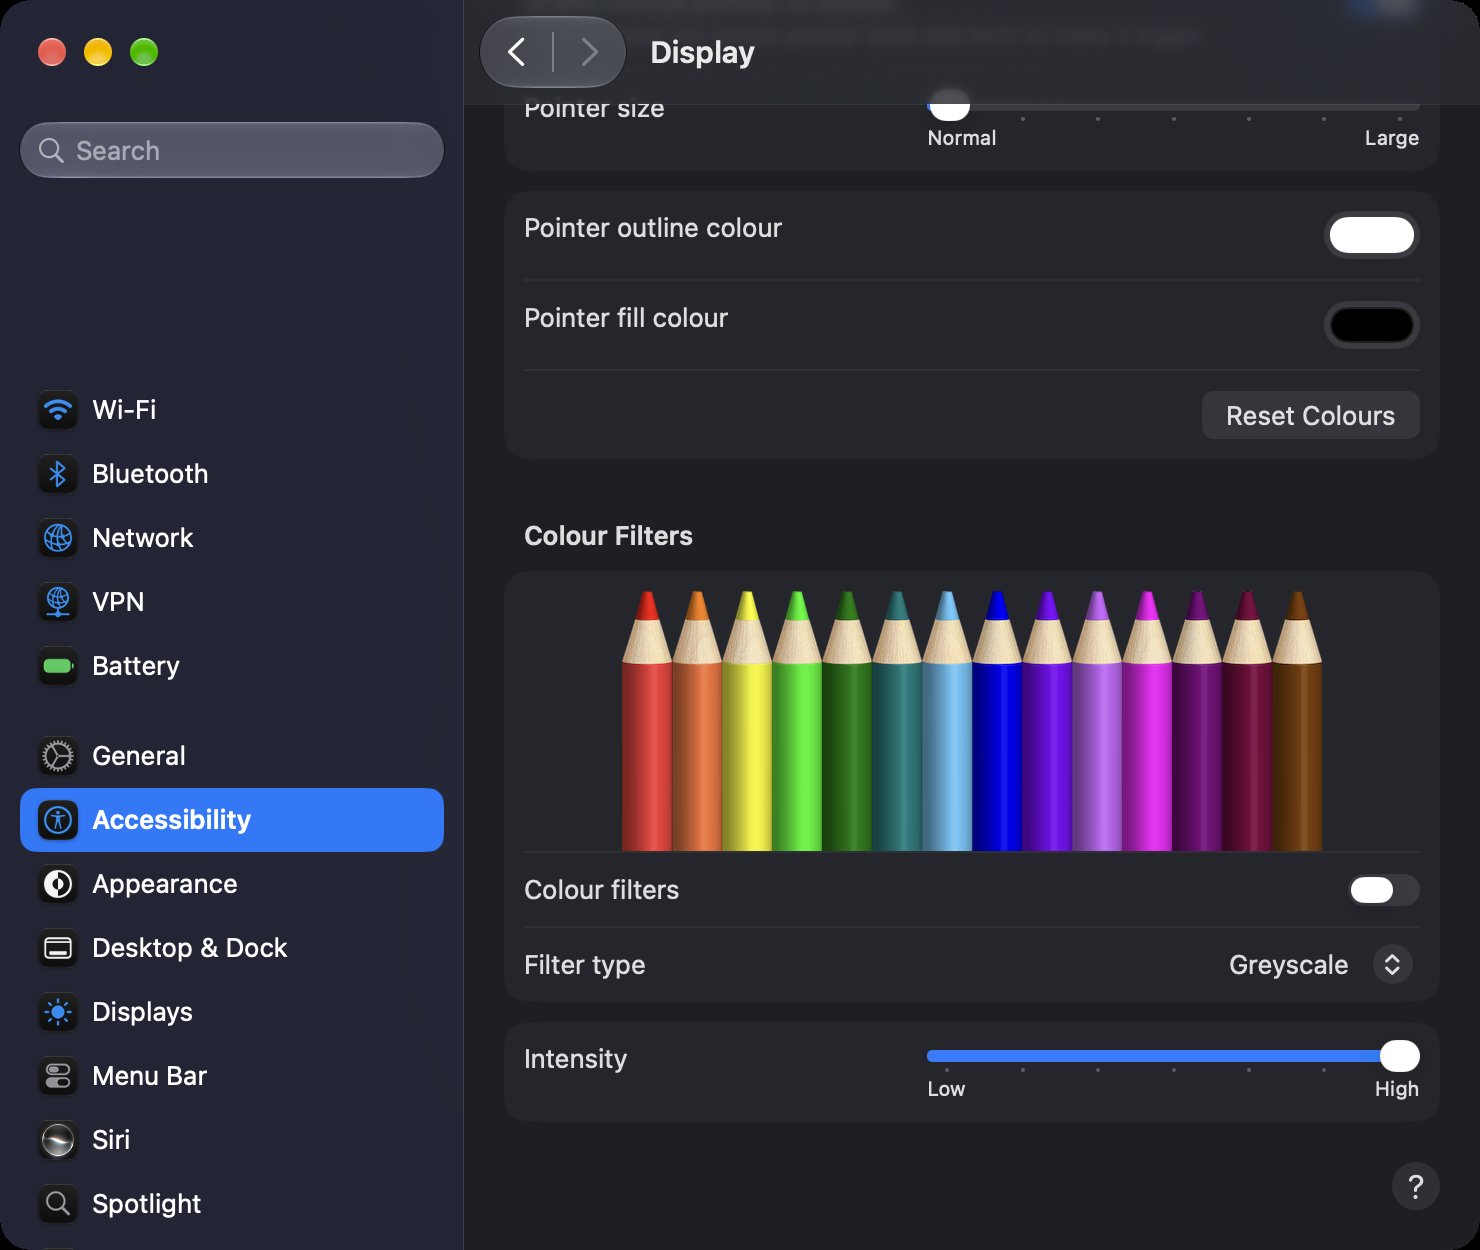 Search
Wi-Fi
Bluetooth
Network
VPN
Battery
General
Accessibility
Appearance
Desktop & Dock
Displays
Menu Bar
Siri
Spotlight
Display
Pointer size
Normal
Large
Pointer outline colour
Pointer fill colour
Reset Colours
Colour Filters
Colour filters
Filter type
Greyscale
Intensity
Low
High
?